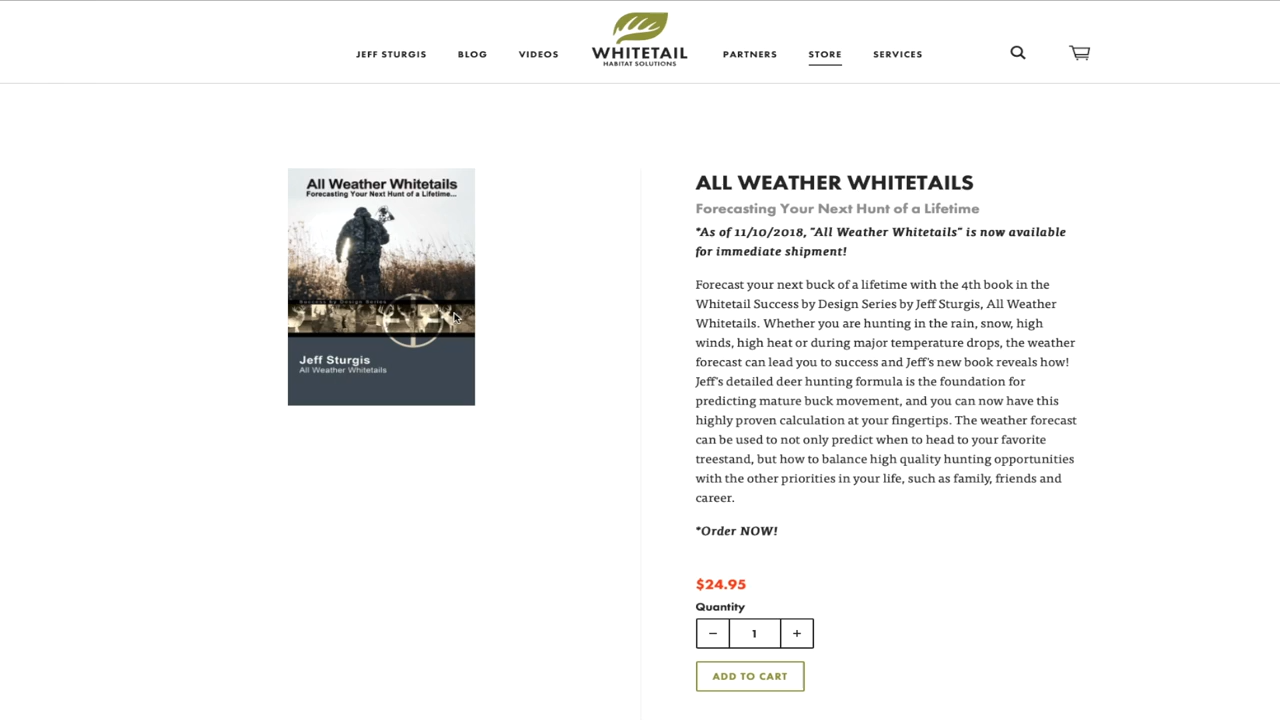 JEFF STURGIS BLOG VIDEOS WHITETAIL HABITAT SOLUTIONS PARTNERS STORE SERVICES
All Weather Whitetails
Forecasting Your Next Hunt of a Lifetime...
Success by Design Series
Jeff Sturgis
All Weather Whitetails
ALL WEATHER WHITETAILS
Forecasting Your Next Hunt of a Lifetime
*As of 11/10/2018, "All Weather Whitetails" is now available
for immediate shipment!
Forecast your next buck of a lifetime with the 4th book in the
Whitetail Success by Design Series by Jeff Sturgis, All Weather
Whitetails. Whether you are hunting in the rain, snow, high
winds, high heat or during major temperature drops, the weather
forecast can lead you to success and Jeff's new book reveals how!
Jeff's detailed deer hunting formula is the foundation for
predicting mature buck movement, and you can now have this
highly proven calculation at your fingertips. The weather forecast
can be used to not only predict when to head to your favorite
treestand, but how to balance high quality hunting opportunities
with the other priorities in your life, such as family, friends and
career.
*Order NOW!
$24.95
Quantity
− 1 +
ADD TO CART